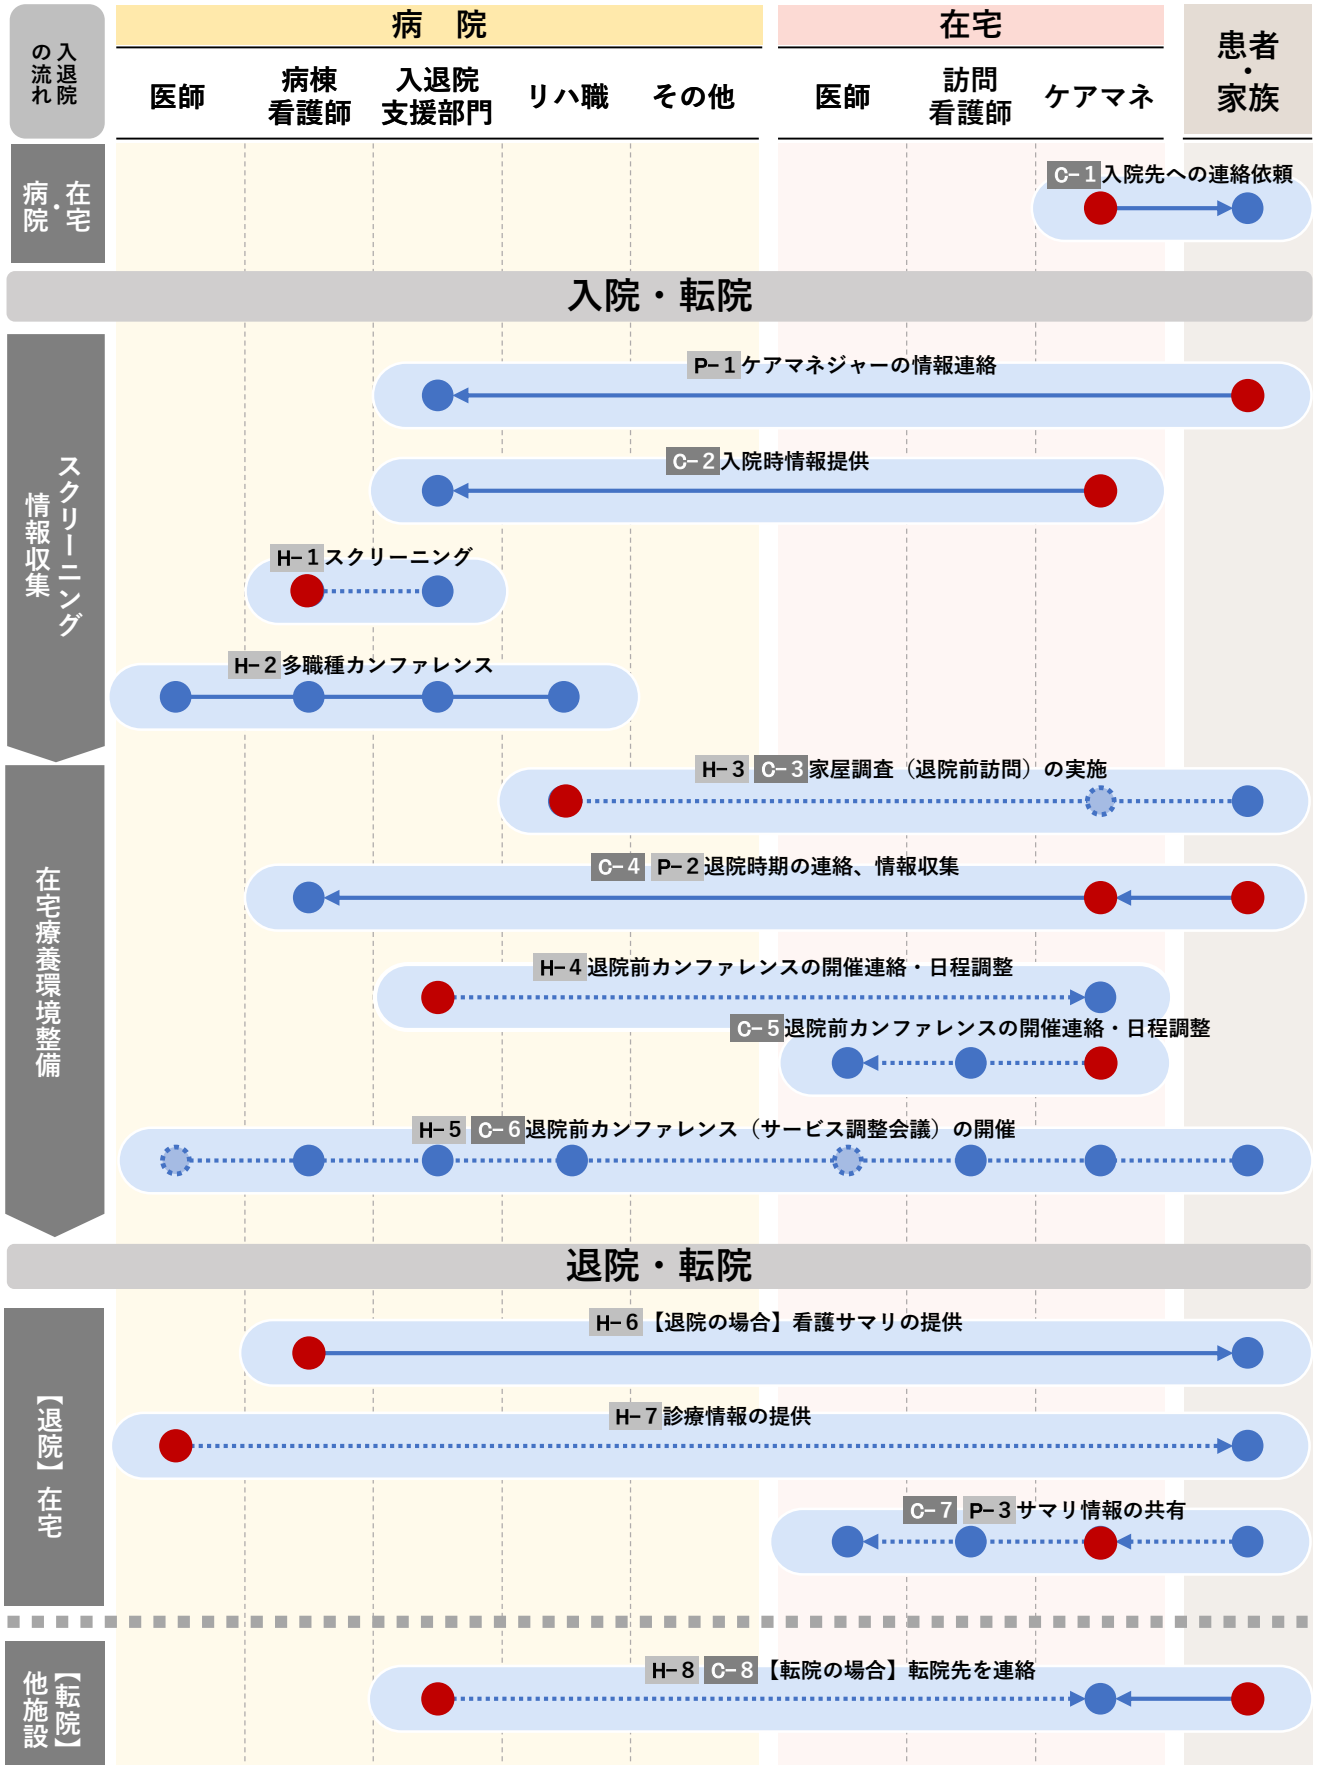 入退院
の流れ
病　院
在宅
患者
・
家族
医師
病棟
看護師
入退院
支援部門
リハ職
その他
医師
訪問
看護師
ケアマネ
在宅
・
病院
C−１入院先への連絡依頼
入院・転院
スクリーニング
情報収集
P−１ケアマネジャーの情報連絡
C−２入院時情報提供
H−１スクリーニング
H−２多職種カンファレンス
在宅療養環境整備
H−３ C−３家屋調査（退院前訪問）の実施
C−４ P−２退院時期の連絡、情報収集
H−４退院前カンファレンスの開催連絡・日程調整
C−５退院前カンファレンスの開催連絡・日程調整
H−５ C−６退院前カンファレンス（サービス調整会議）の開催
退院・転院
【退院】在宅
H−６【退院の場合】看護サマリの提供
H−７診療情報の提供
C−７ P−３サマリ情報の共有
【転院】
他施設
H−８ C−８【転院の場合】転院先を連絡